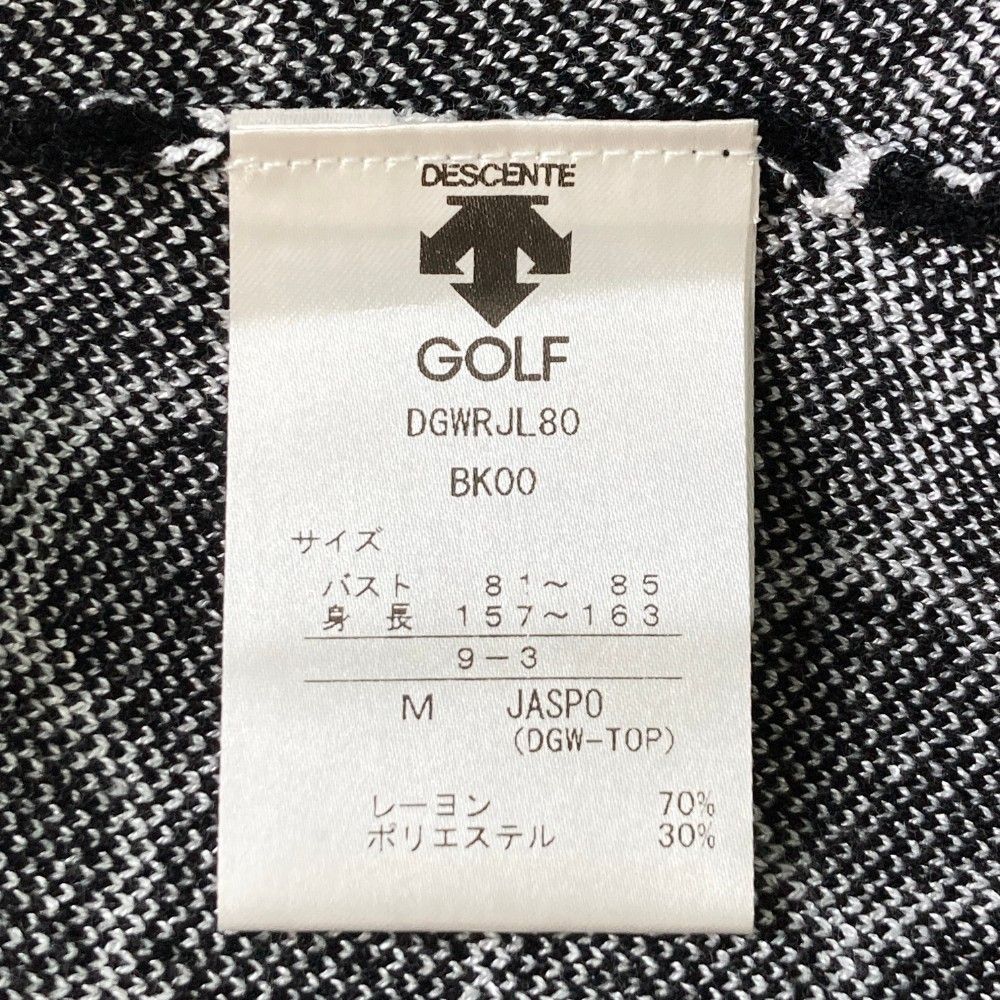 DESCENTE
GOLF
DGWRJL80
BK00
サイズ
バスト 81～ 85
身 長 157～163
9-3
M JASPO
(DGW-TOP)
レーヨン 70%
ポリエステル 30%